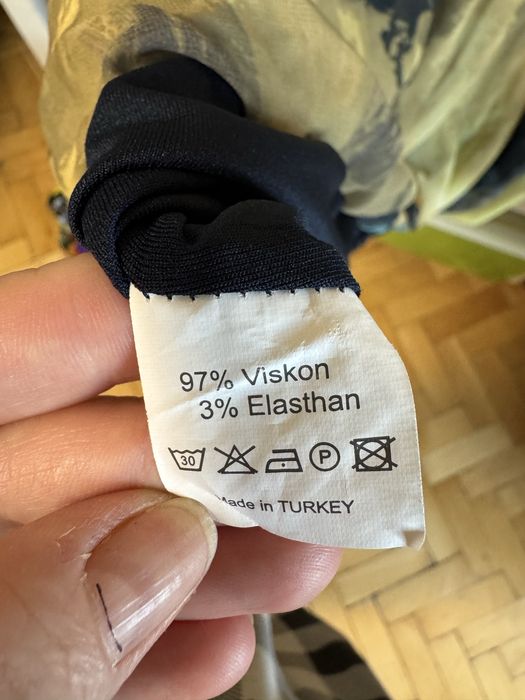 97% Viskon
3% Elasthan
30 P
Made in TURKEY